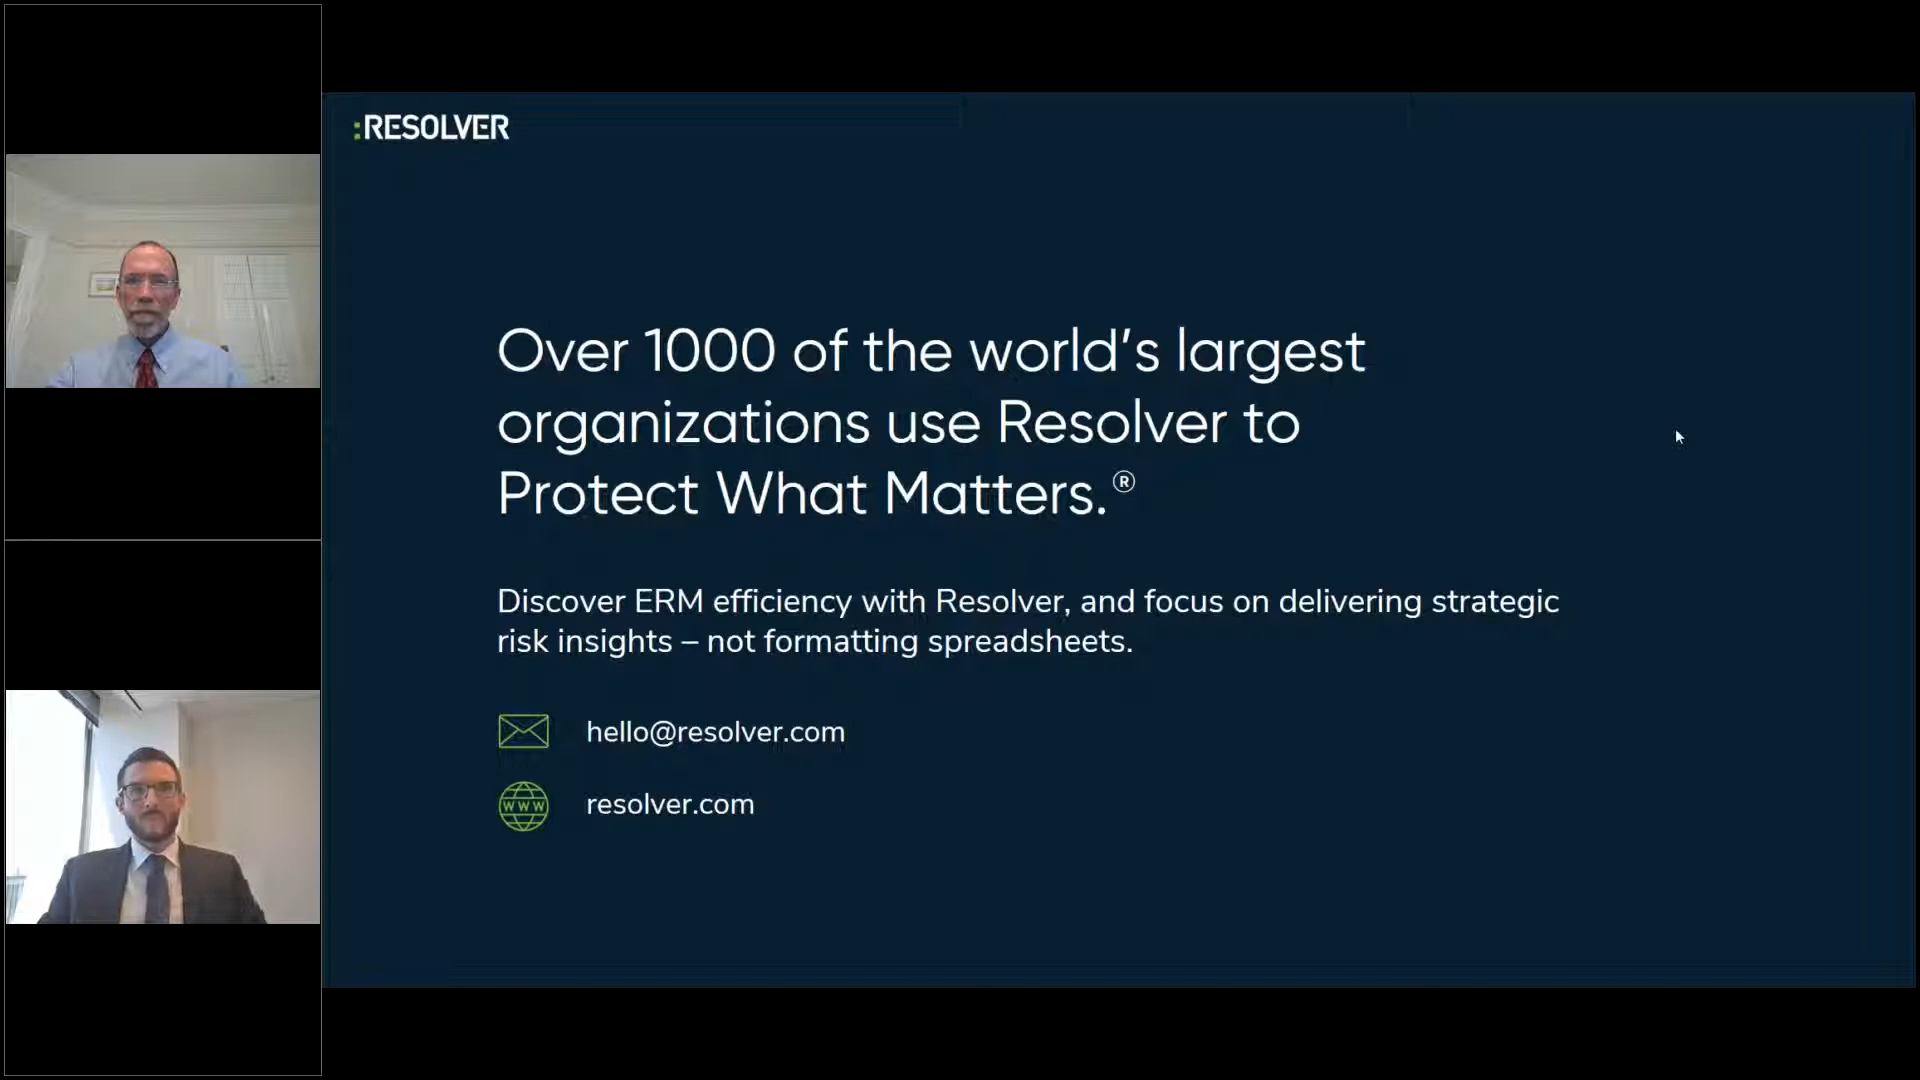 :RESOLVER
Over 1000 of the world’s largest
organizations use Resolver to
Protect What Matters.®
Discover ERM efficiency with Resolver, and focus on delivering strategic
risk insights – not formatting spreadsheets.
hello@resolver.com
WWW
resolver.com